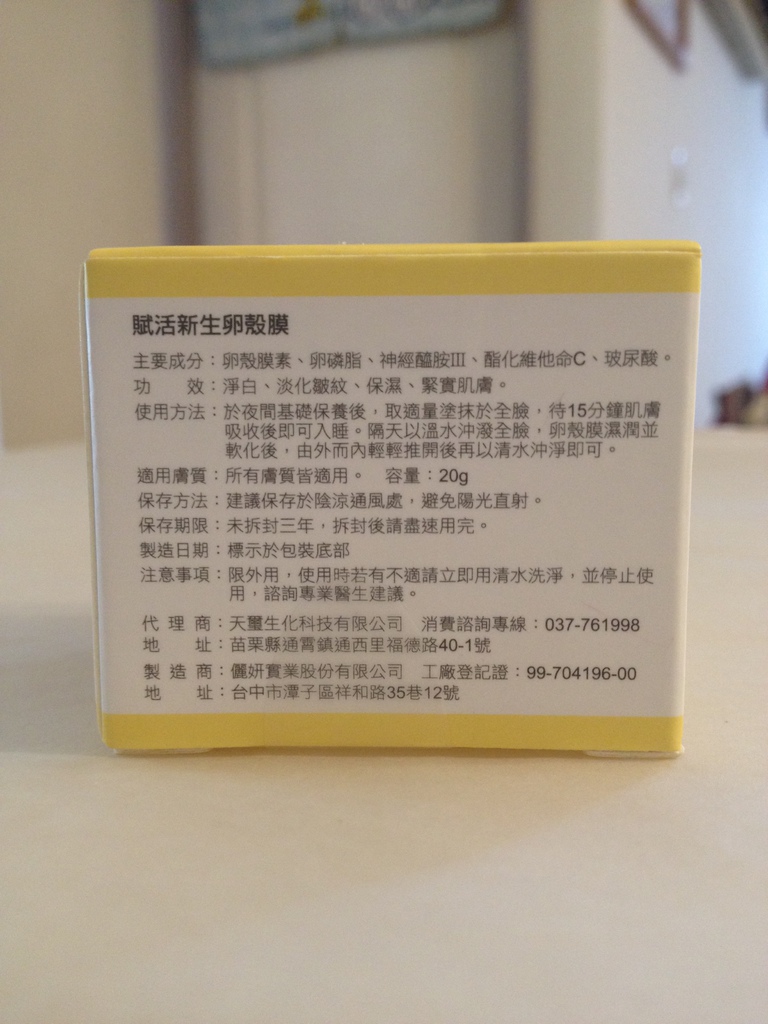 賦活新生卵殼膜
主要成分：卵殼膜素、卵磷脂、神經醯胺III、酯化維他命C、玻尿酸。
功　　效：淨白、淡化皺紋、保濕、緊實肌膚。
使用方法：於夜間基礎保養後，取適量塗抹於全臉，待15分鐘肌膚
吸收後即可入睡。隔天以溫水沖潑全臉，卵殼膜濕潤並
軟化後，由外而內輕輕推開後再以清水沖淨即可。
適用膚質：所有膚質皆適用。　容量：20g
保存方法：建議保存於陰涼通風處，避免陽光直射。
保存期限：未拆封三年，拆封後請盡速用完。
製造日期：標示於包裝底部
注意事項：限外用，使用時若有不適請立即用清水洗淨，並停止使
用，諮詢專業醫生建議。
代 理 商：天璽生化科技有限公司　消費諮詢專線：037-761998
地　　址：苗栗縣通霄鎮通西里福德路40-1號
製 造 商：儷妍實業股份有限公司　工廠登記證：99-704196-00
地　　址：台中市潭子區祥和路35巷12號